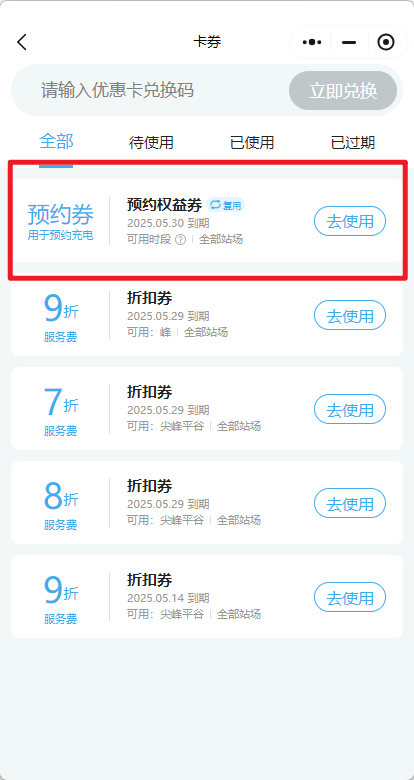 卡券
请输入优惠卡兑换码
立即兑换
全部 待使用 已使用 已过期
预约券
用于预约充电
预约权益券 复用
2025.05.30 到期
可用时段 ? 全部站场
去使用
9折
服务费
折扣券
2025.05.29 到期
可用：峰 全部站场
去使用
7折
服务费
折扣券
2025.05.29 到期
可用：尖峰平谷 全部站场
去使用
8折
服务费
折扣券
2025.05.29 到期
可用：尖峰平谷 全部站场
去使用
9折
服务费
折扣券
2025.05.14 到期
可用：尖峰平谷 全部站场
去使用